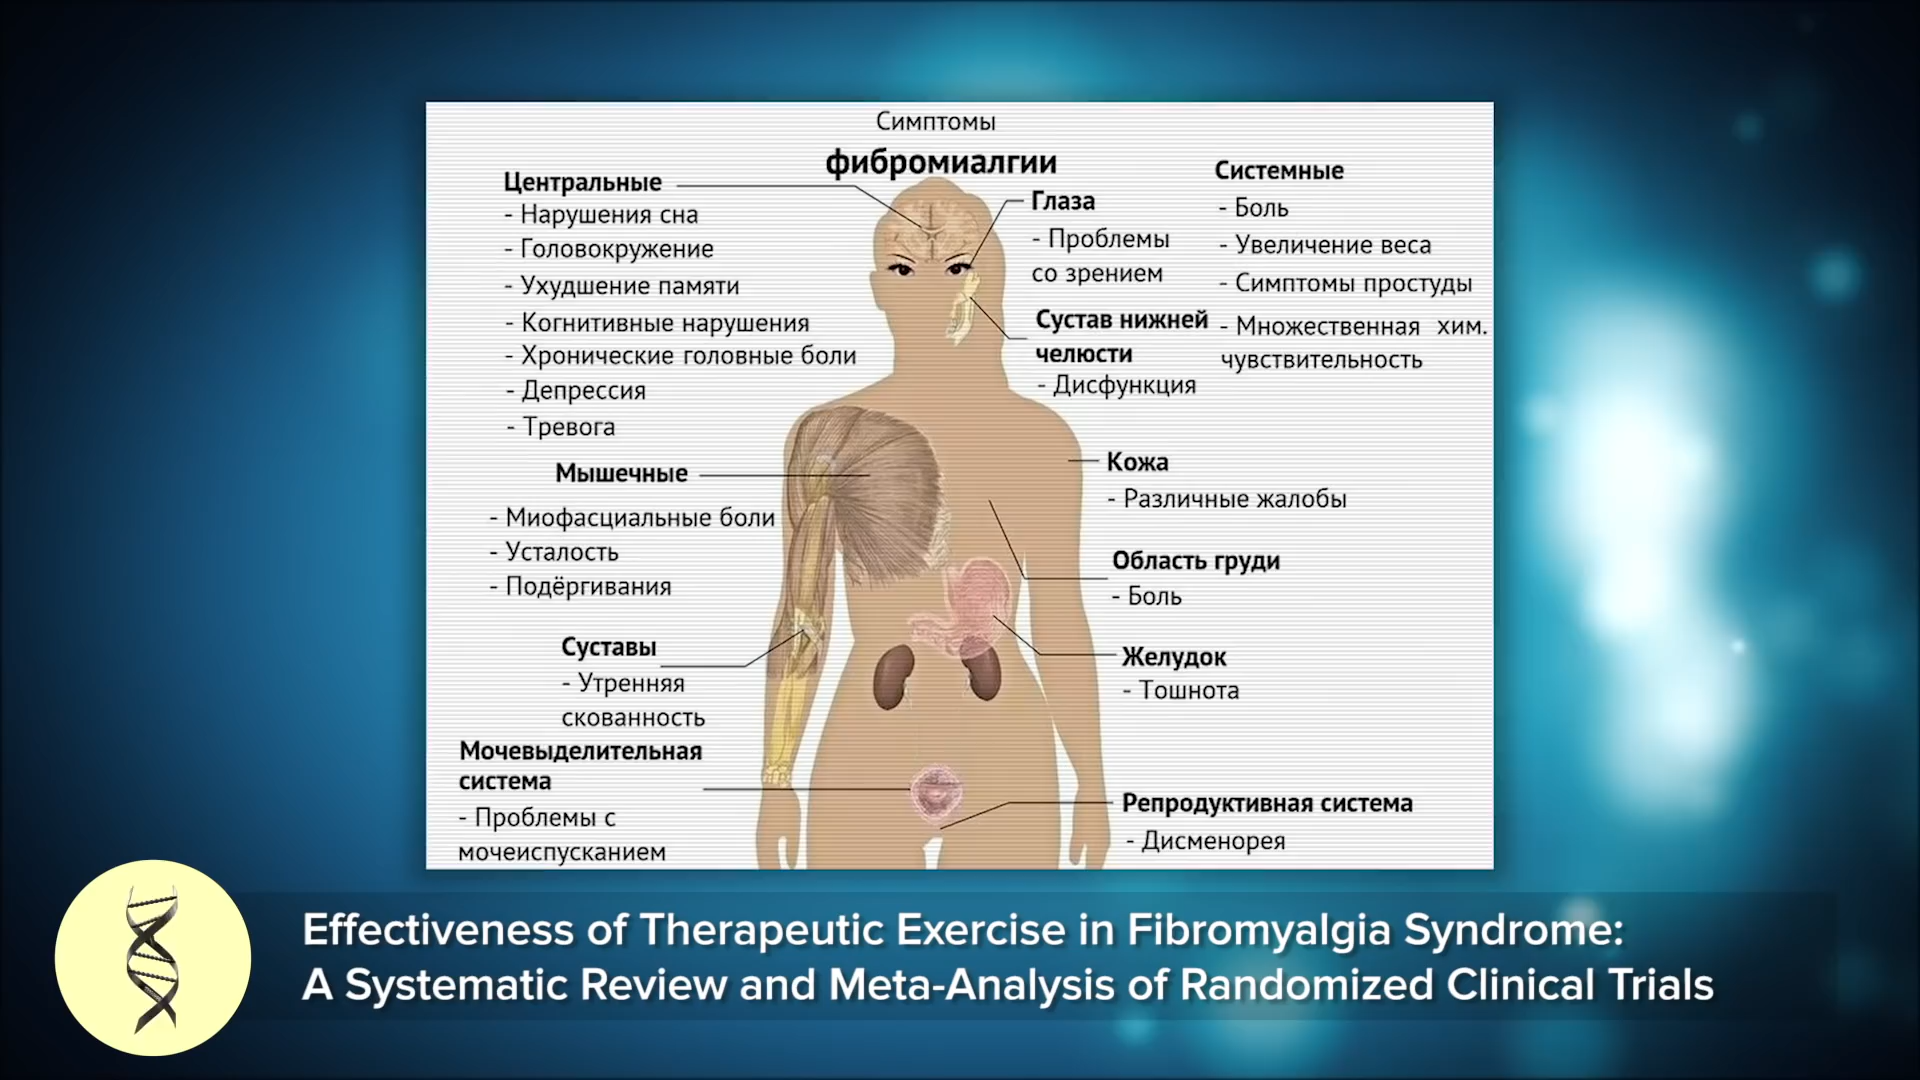 Симптомы
фибромиалгии
Центральные
- Нарушения сна
- Головокружение
- Ухудшение памяти
- Когнитивные нарушения
- Хронические головные боли
- Депрессия
- Тревога
Мышечные
- Миофасциальные боли
- Усталость
- Подёргивания
Суставы
- Утренняя
скованность
Мочевыделительная
система
- Проблемы с
мочеиспусканием
Глаза
- Проблемы
со зрением
Сустав нижней
челюсти
- Дисфункция
Системные
- Боль
- Увеличение веса
- Симптомы простуды
- Множественная хим.
чувствительность
Кожа
- Различные жалобы
Область груди
- Боль
Желудок
- Тошнота
Репродуктивная система
- Дисменорея
Effectiveness of Therapeutic Exercise in Fibromyalgia Syndrome:
A Systematic Review and Meta-Analysis of Randomized Clinical Trials